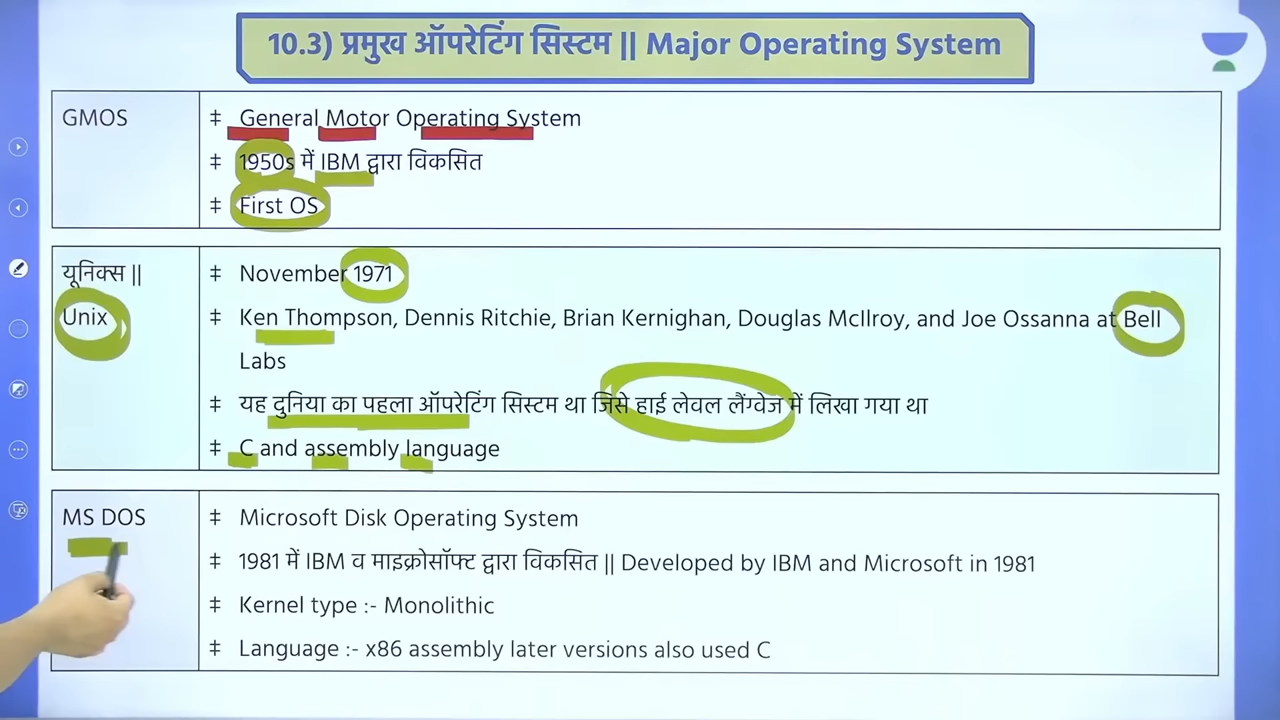 10.3) प्रमुख ऑपरेटिंग सिस्टम || Major Operating System
GMOS
‡ General Motor Operating System
‡ 1950s में IBM द्वारा विकसित
‡ First OS
यूनिक्स ||
Unix
‡ November 1971
‡ Ken Thompson, Dennis Ritchie, Brian Kernighan, Douglas McIlroy, and Joe Ossanna at Bell
Labs
‡ यह दुनिया का पहला ऑपरेटिंग सिस्टम था जिसे हाई लेवल लैंग्वेज में लिखा गया था
‡ C and assembly language
MS DOS
‡ Microsoft Disk Operating System
‡ 1981 में IBM व माइक्रोसॉफ्ट द्वारा विकसित || Developed by IBM and Microsoft in 1981
‡ Kernel type :- Monolithic
‡ Language :- x86 assembly later versions also used C